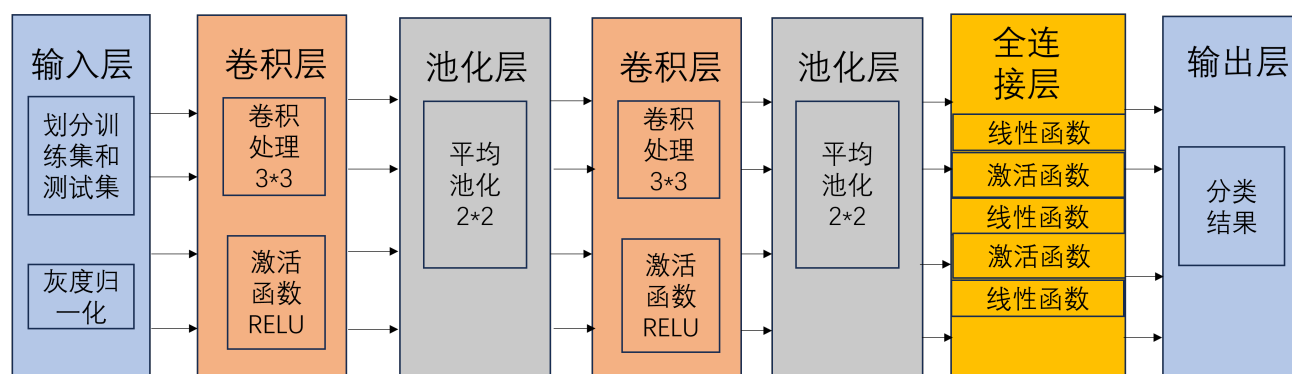 输入层
划分训
练集和
测试集
灰度归
一化
卷积层
卷积
处理
3*3
激活
函数
RELU
池化层
平均
池化
2*2
卷积层
卷积
处理
3*3
激活
函数
RELU
池化层
平均
池化
2*2
全连
接层
线性函数
激活函数
线性函数
激活函数
线性函数
输出层
分类
结果